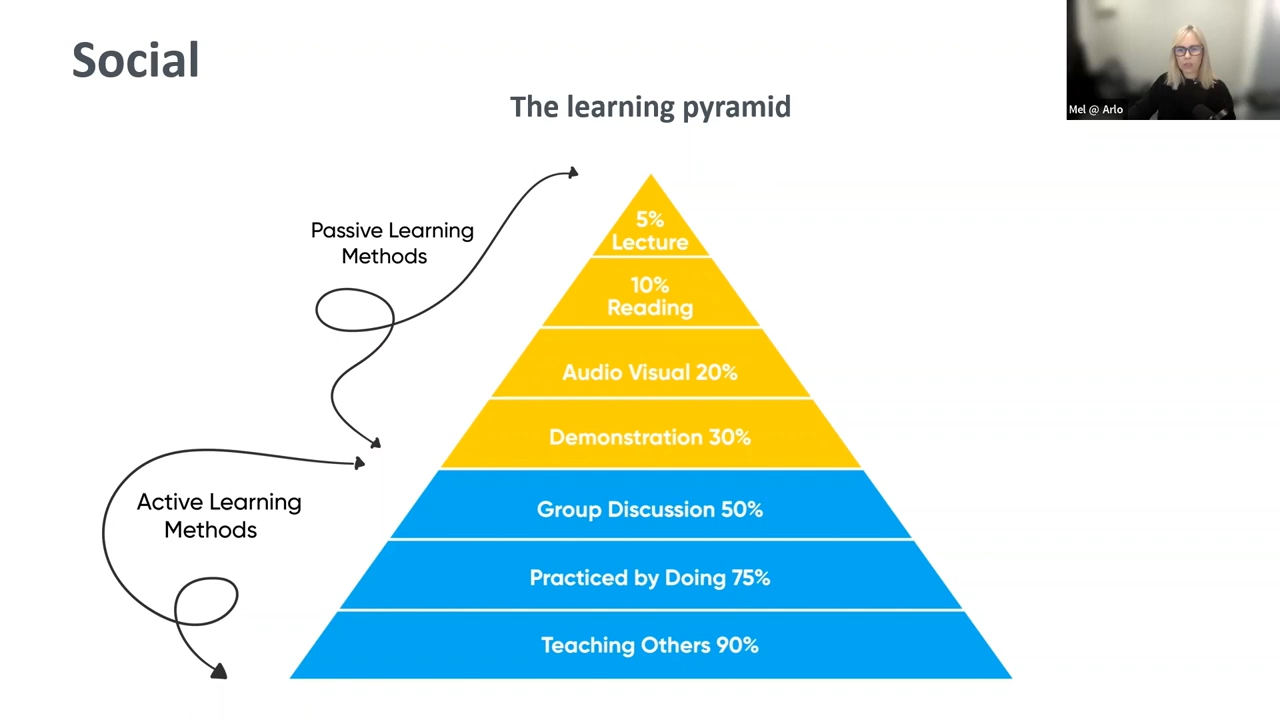 Social
The learning pyramid
Mel @ Arlo
Passive Learning
Methods
5%
Lecture
10%
Reading
Audio Visual 20%
Demonstration 30%
Active Learning
Methods
Group Discussion 50%
Practiced by Doing 75%
Teaching Others 90%